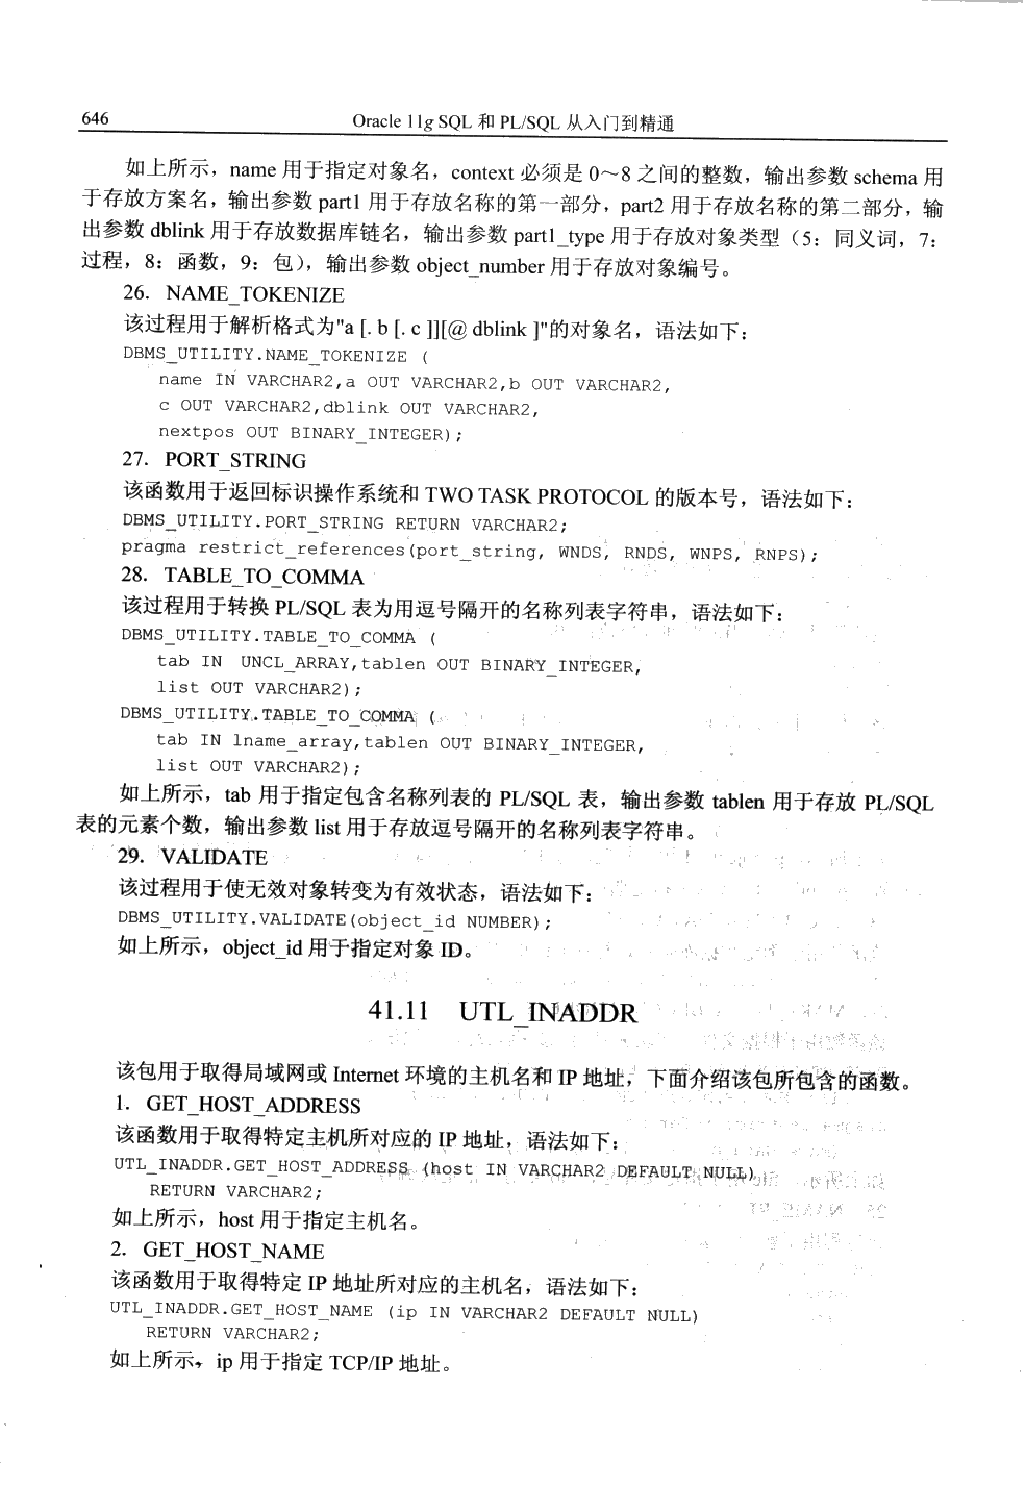 646
Oracle 11g SQL 和 PL/SQL 从入门到精通
如上所示，name 用于指定对象名，context 必须是 0～8 之间的整数，输出参数 schema 用
于存放方案名，输出参数 part1 用于存放名称的第一部分，part2 用于存放名称的第二部分，输
出参数 dblink 用于存放数据库链名，输出参数 part1_type 用于存放对象类型（5：同义词，7：
过程，8：函数，9：包），输出参数 object_number 用于存放对象编号。
26．NAME_TOKENIZE
该过程用于解析格式为"a [. b [. c ]][@ dblink ]"的对象名，语法如下：
DBMS_UTILITY.NAME_TOKENIZE (
name IN VARCHAR2,a OUT VARCHAR2,b OUT VARCHAR2,
c OUT VARCHAR2,dblink OUT VARCHAR2,
nextpos OUT BINARY_INTEGER);
27．PORT_STRING
该函数用于返回标识操作系统和 TWO TASK PROTOCOL 的版本号，语法如下：
DBMS_UTILITY.PORT_STRING RETURN VARCHAR2;
pragma restrict_references(port_string, WNDS, RNDS, WNPS, RNPS);
28．TABLE_TO_COMMA
该过程用于转换 PL/SQL 表为用逗号隔开的名称列表字符串，语法如下：
DBMS_UTILITY.TABLE_TO_COMMA (
tab IN UNCL_ARRAY,tablen OUT BINARY_INTEGER,
list OUT VARCHAR2);
DBMS_UTILITY.TABLE_TO_COMMA (
tab IN lname_array,tablen OUT BINARY_INTEGER,
list OUT VARCHAR2);
如上所示，tab 用于指定包含名称列表的 PL/SQL 表，输出参数 tablen 用于存放 PL/SQL
表的元素个数，输出参数 list 用于存放逗号隔开的名称列表字符串。
29．VALIDATE
该过程用于使无效对象转变为有效状态，语法如下：
DBMS_UTILITY.VALIDATE(object_id NUMBER);
如上所示，object_id 用于指定对象 ID。
41.11 UTL_INADDR
该包用于取得局域网或 Internet 环境的主机名和 IP 地址，下面介绍该包所包含的函数。
1．GET_HOST_ADDRESS
该函数用于取得特定主机所对应的 IP 地址，语法如下：
UTL_INADDR.GET_HOST_ADDRESS (host IN VARCHAR2 DEFAULT NULL)
RETURN VARCHAR2;
如上所示，host 用于指定主机名。
2．GET_HOST_NAME
该函数用于取得特定 IP 地址所对应的主机名，语法如下：
UTL_INADDR.GET_HOST_NAME (ip IN VARCHAR2 DEFAULT NULL)
RETURN VARCHAR2;
如上所示，ip 用于指定 TCP/IP 地址。